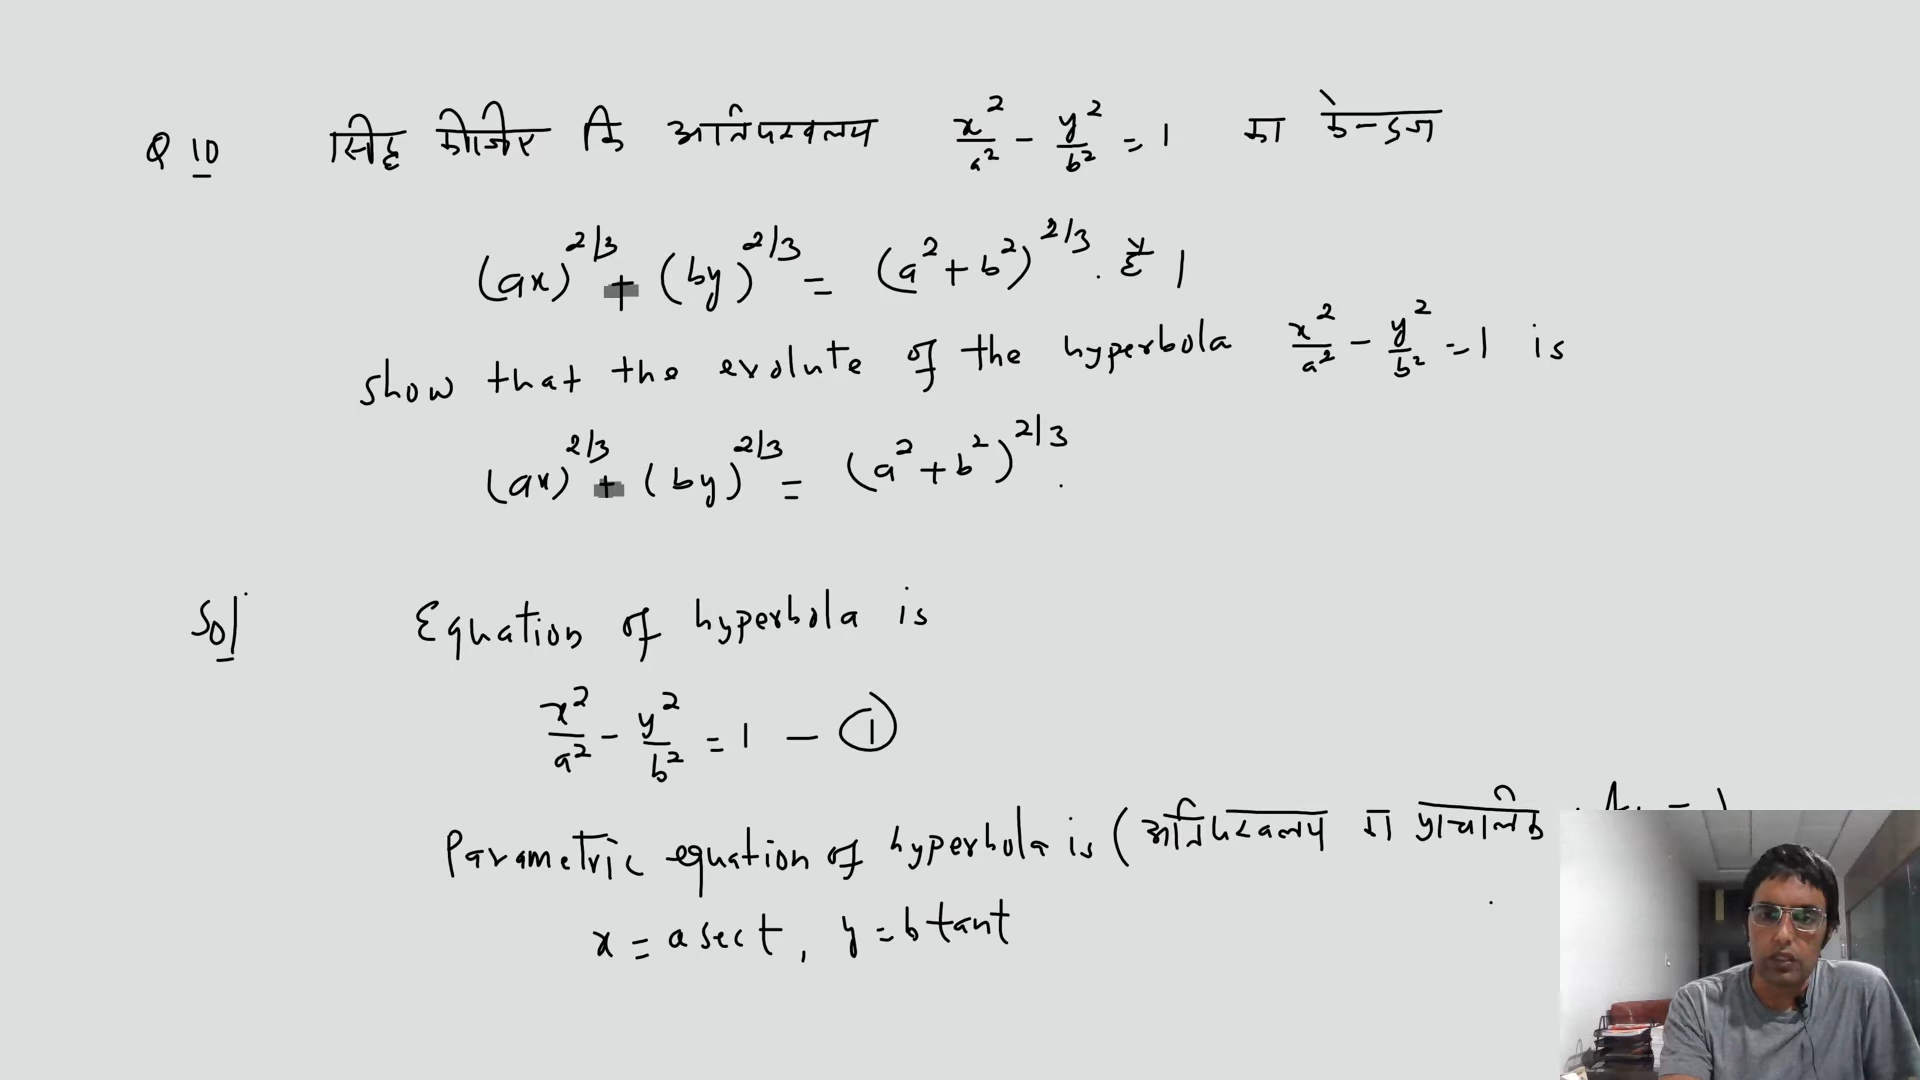 Q 10 सिद्ध कीजिए कि अतिपरवलय x²/a² - y²/b² = 1 का केन्द्रज
(ax)^2/3 + (by)^2/3 = (a² + b²)^2/3 . है ।
show that the evolute of the hyperbola x²/a² - y²/b² = 1 is
(ax)^2/3 + (by)^2/3 = (a² + b²)^2/3 .
Sol. Equation of hyperbola is
x²/a² - y²/b² = 1 - ①
Parametric equation of hyperbola is (अतिपरवलय का प्राचलिक
x = a sec t, y = b tan t